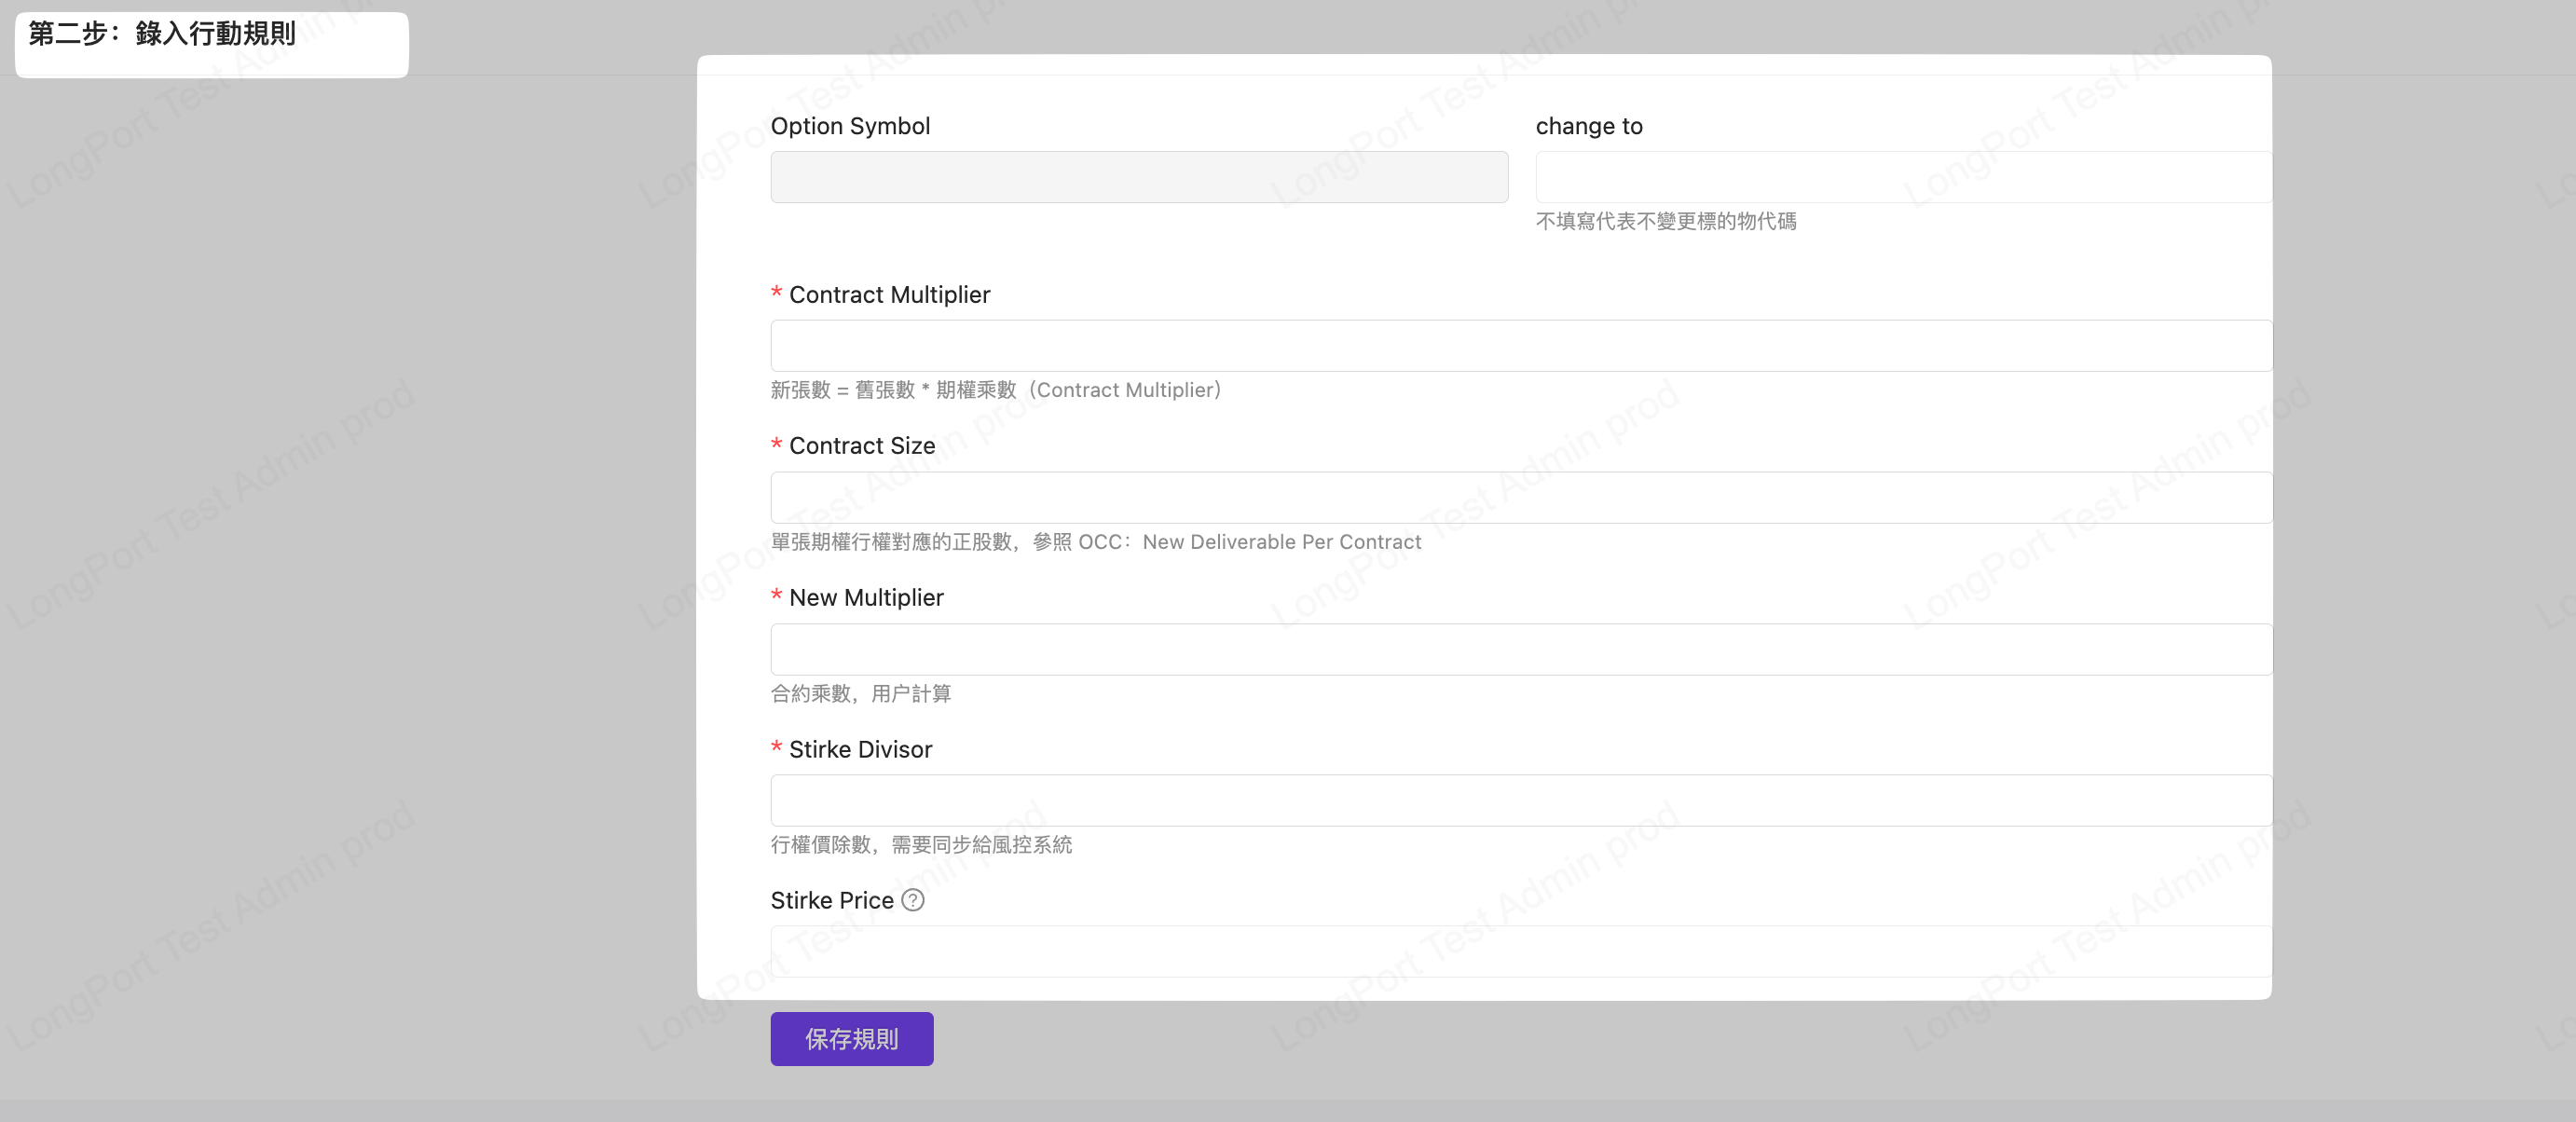 第二步：錄入行動規則
Option Symbol
change to
不填寫代表不變更標的物代碼
* Contract Multiplier
新張數 = 舊張數 * 期權乘數（Contract Multiplier）
* Contract Size
單張期權行權對應的正股數，參照 OCC：New Deliverable Per Contract
* New Multiplier
合約乘數，用户計算
* Stirke Divisor
行權價除數，需要同步給風控系統
Stirke Price ?
保存規則
LongPort Test Admin prod